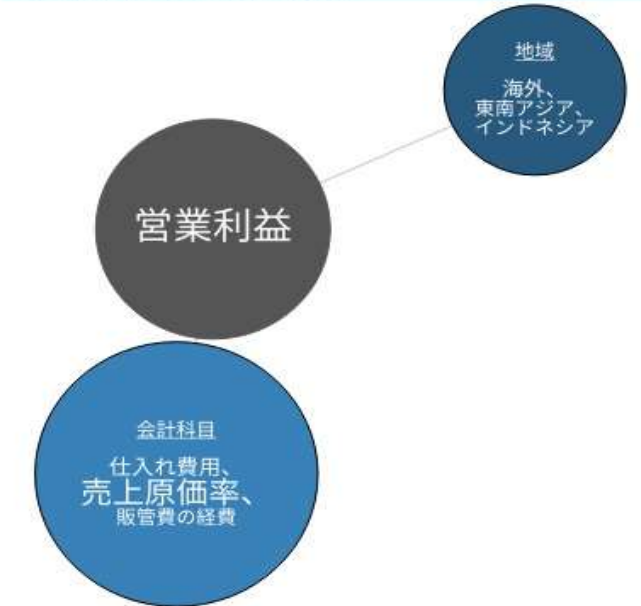 地域
海外、
東南アジア、
インドネシア
営業利益
会計科目
仕入れ費用、
売上原価率、
販管費の経費